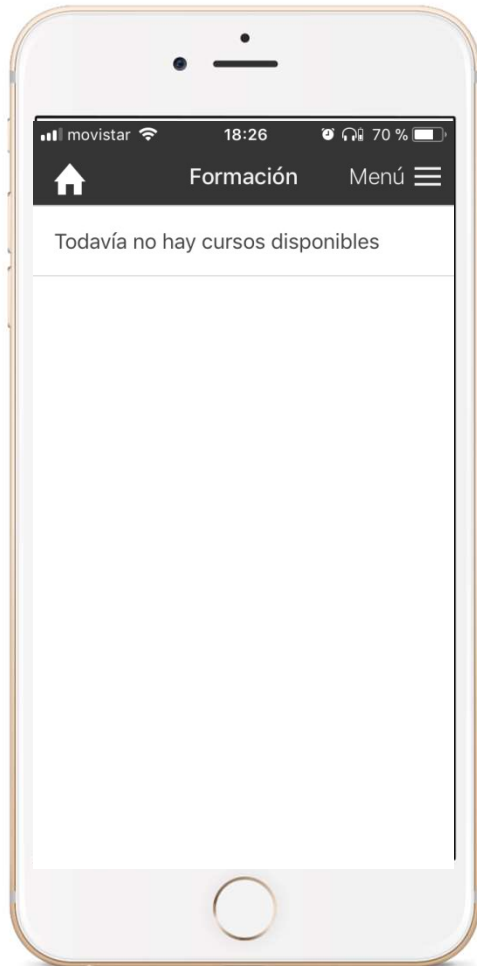 movistar 18:26 70 %
Formación Menú
Todavía no hay cursos disponibles